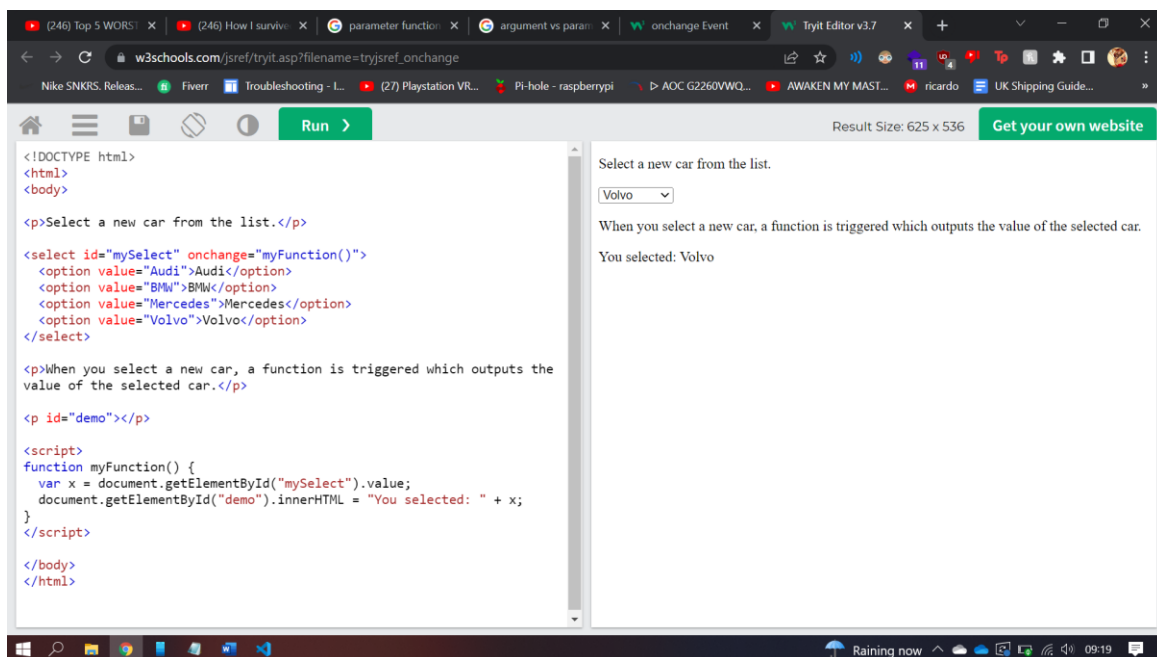 (246) Top 5 WORST
(246) How I survive
parameter function
argument vs param
onchange Event
Tryit Editor v3.7
w3schools.com/jsref/tryit.asp?filename=tryjsref_onchange
11
4
Tp
Nike SNKRS. Releas...
Fiverr
Troubleshooting - I...
(27) Playstation VR...
Pi-hole - raspberrypi
ᐅ AOC G2260VWQ...
AWAKEN MY MAST...
ricardo
UK Shipping Guide...
»
Run ❯
Result Size: 625 x 536
Get your own website
<!DOCTYPE html>
<html>
<body>
<p>Select a new car from the list.</p>
<select id="mySelect" onchange="myFunction()">
<option value="Audi">Audi</option>
<option value="BMW">BMW</option>
<option value="Mercedes">Mercedes</option>
<option value="Volvo">Volvo</option>
</select>
<p>When you select a new car, a function is triggered which outputs the
value of the selected car.</p>
<p id="demo"></p>
<script>
function myFunction() {
var x = document.getElementById("mySelect").value;
document.getElementById("demo").innerHTML = "You selected: " + x;
}
</script>
</body>
</html>
Select a new car from the list.
Volvo
When you select a new car, a function is triggered which outputs the value of the selected car.
You selected: Volvo
Raining now
09:19